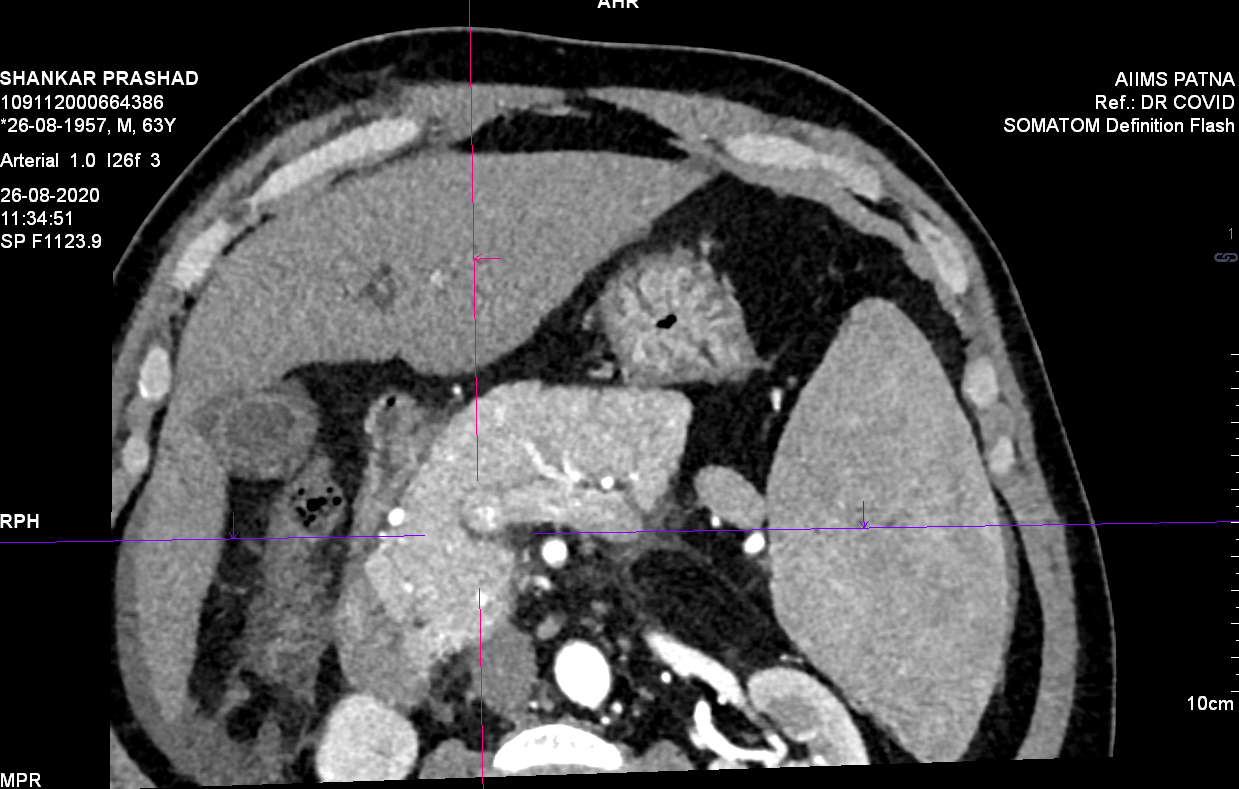 AHR
SHANKAR PRASHAD
109112000664386
*26-08-1957, M, 63Y
Arterial 1.0 I26f 3
26-08-2020
11:34:51
SP F1123.9
AIIMS PATNA
Ref.: DR COVID
SOMATOM Definition Flash
1
RPH
10cm
MPR